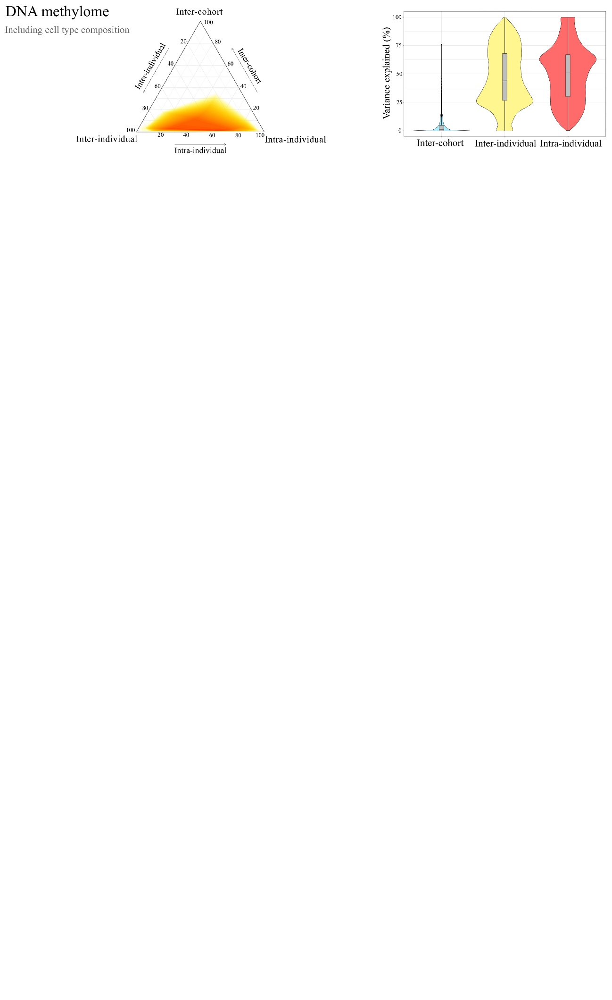 DNA methylome
Including cell type composition
Inter-cohort
100
20
80
Inter-individual
Inter-cohort
40
60
60
40
80
20
100
20
40
60
80
100
Inter-individual
Intra-individual
Intra-individual
Variance explained (%)
100
75
50
25
0
Inter-cohort
Inter-individual
Intra-individual